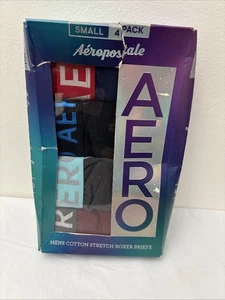 SMALL 4 PACK
Aéropostale
AERO
AERO
MENS COTTON STRETCH BOXER BRIEFS